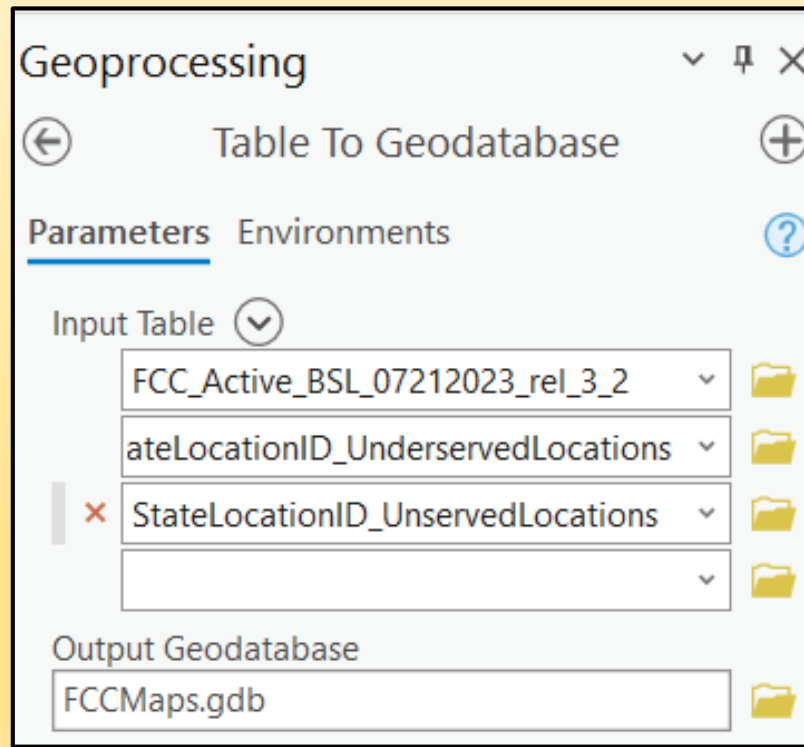 Geoprocessing
Table To Geodatabase
Parameters Environments
Input Table
FCC_Active_BSL_07212023_rel_3_2
ateLocationID_UnderservedLocations
StateLocationID_UnservedLocations
Output Geodatabase
FCCMaps.gdb